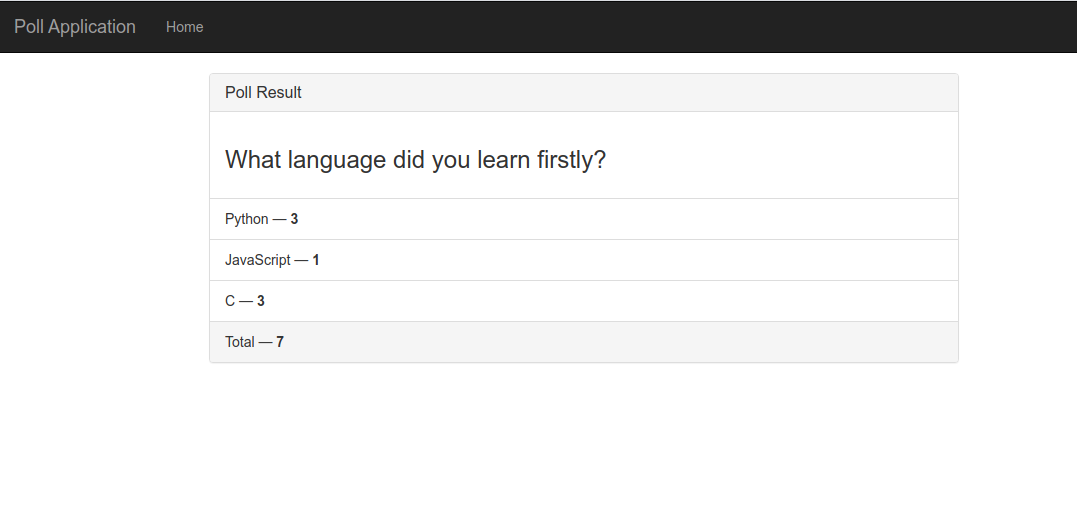 Poll Application Home
Poll Result
What language did you learn firstly?
Python — 3
JavaScript — 1
C — 3
Total — 7